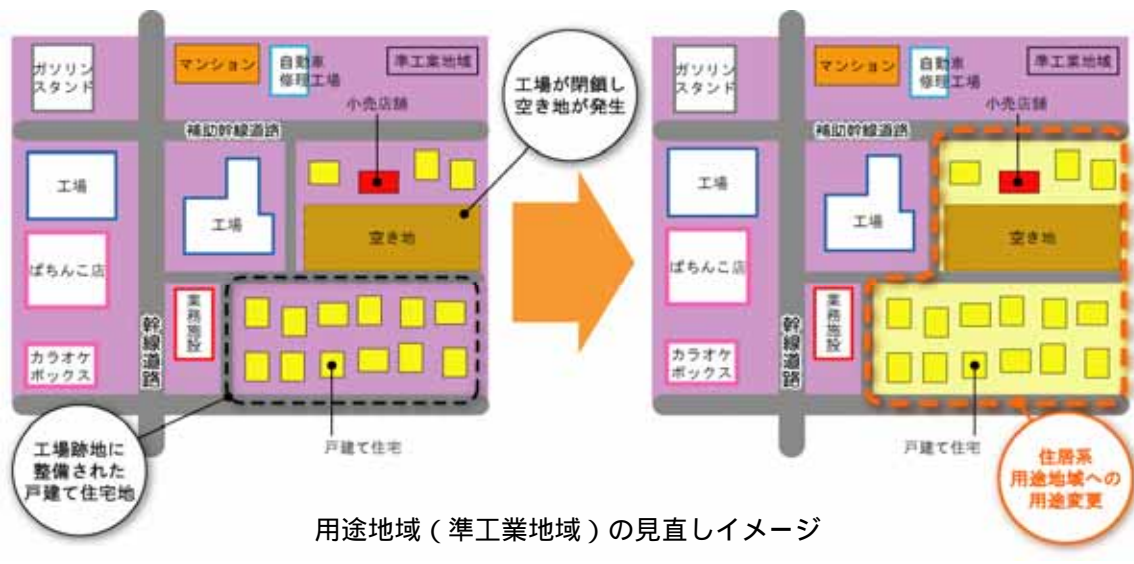 ガソリン
スタンド
マンション
自動車
修理工場
準工業地域
小売店舗
工場が閉鎖し
空き地が発生
補助幹線道路
工場
工場
空き地
ぱちんこ店
業務施設
幹線道路
カラオケ
ボックス
工場跡地に
整備された
戸建て住宅地
戸建て住宅
ガソリン
スタンド
マンション
自動車
修理工場
準工業地域
小売店舗
補助幹線道路
工場
工場
空き地
ぱちんこ店
業務施設
幹線道路
カラオケ
ボックス
戸建て住宅
住居系
用途地域への
用途変更
用途地域(準工業地域)の見直しイメージ